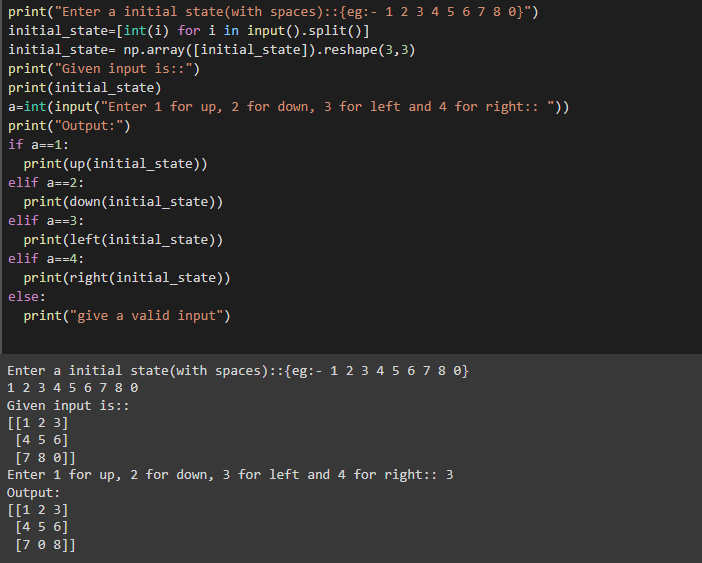 print("Enter a initial state(with spaces)::{eg:- 1 2 3 4 5 6 7 8 0}")
initial_state=[int(i) for i in input().split()]
initial_state= np.array([initial_state]).reshape(3,3)
print("Given input is::")
print(initial_state)
a=int(input("Enter 1 for up, 2 for down, 3 for left and 4 for right:: "))
print("Output:")
if a==1:
  print(up(initial_state))
elif a==2:
  print(down(initial_state))
elif a==3:
  print(left(initial_state))
elif a==4:
  print(right(initial_state))
else:
  print("give a valid input")
Enter a initial state(with spaces)::{eg:- 1 2 3 4 5 6 7 8 0}
1 2 3 4 5 6 7 8 0
Given input is::
[[1 2 3]
 [4 5 6]
 [7 8 0]]
Enter 1 for up, 2 for down, 3 for left and 4 for right:: 3
Output:
[[1 2 3]
 [4 5 6]
 [7 0 8]]